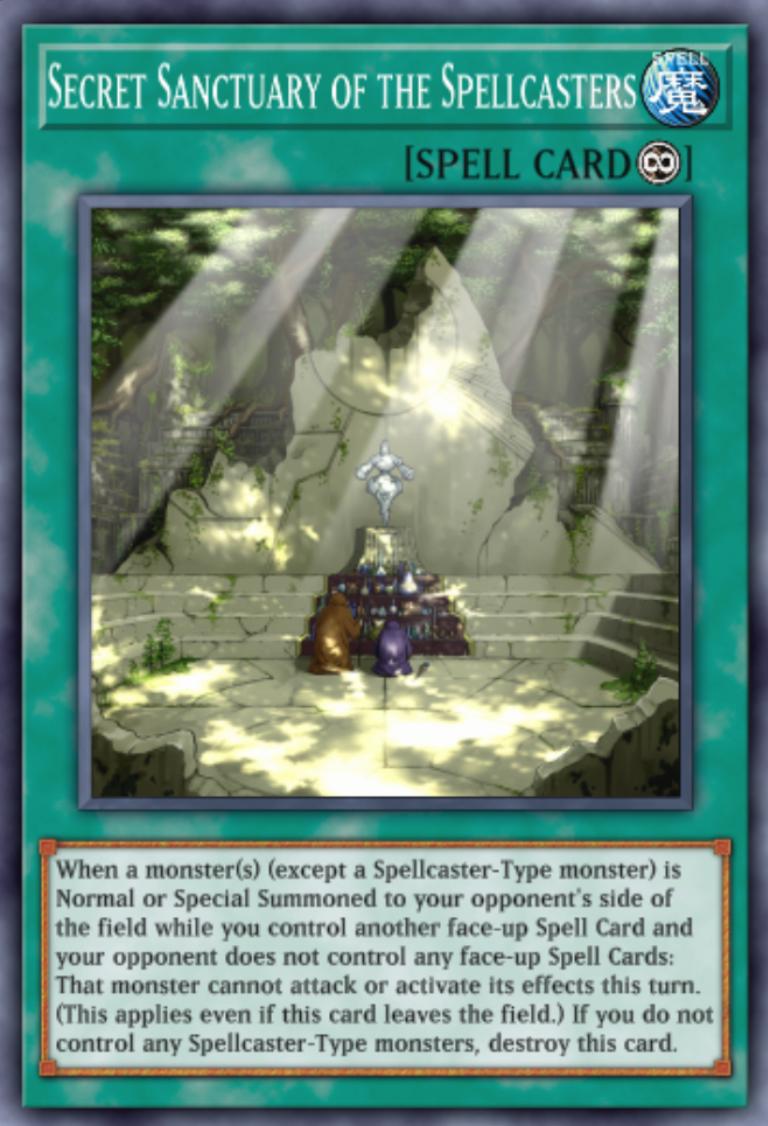 SECRET SANCTUARY OF THE SPELLCASTERS
SPELL
魔
[SPELL CARD]
When a monster(s) (except a Spellcaster-Type monster) is
Normal or Special Summoned to your opponent's side of
the field while you control another face-up Spell Card and
your opponent does not control any face-up Spell Cards:
That monster cannot attack or activate its effects this turn.
(This applies even if this card leaves the field.) If you do not
control any Spellcaster-Type monsters, destroy this card.